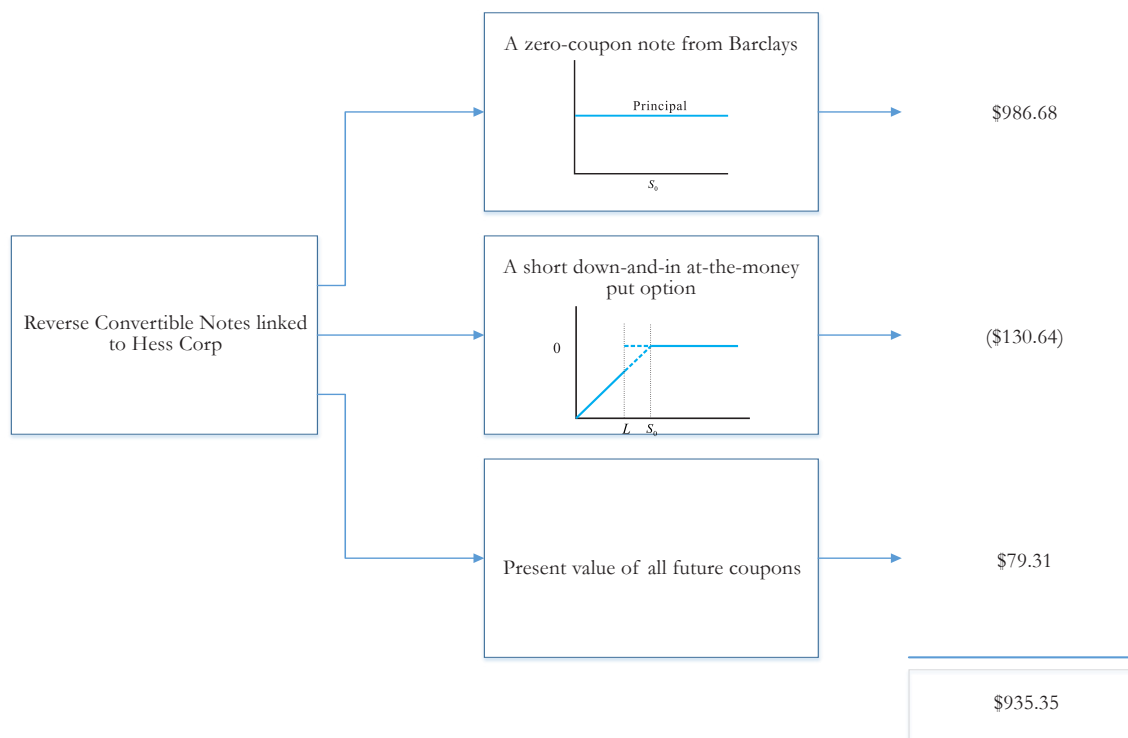 A zero-coupon note from Barclays
Principal
S₀
$986.68
Reverse Convertible Notes linked
to Hess Corp
A short down-and-in at-the-money
put option
0
L S₀
($130.64)
Present value of all future coupons
$79.31
$935.35